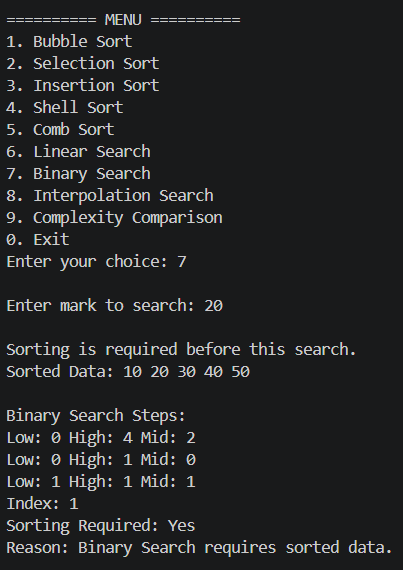 ========== MENU ==========
1. Bubble Sort
2. Selection Sort
3. Insertion Sort
4. Shell Sort
5. Comb Sort
6. Linear Search
7. Binary Search
8. Interpolation Search
9. Complexity Comparison
0. Exit
Enter your choice: 7
Enter mark to search: 20
Sorting is required before this search.
Sorted Data: 10 20 30 40 50
Binary Search Steps:
Low: 0 High: 4 Mid: 2
Low: 0 High: 1 Mid: 0
Low: 1 High: 1 Mid: 1
Index: 1
Sorting Required: Yes
Reason: Binary Search requires sorted data.